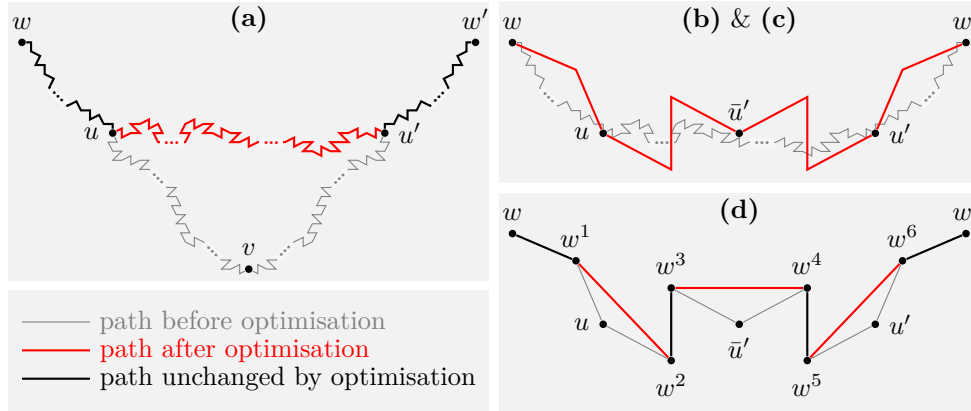 (a)
w
w′
u
u′
v
path before optimisation
path after optimisation
path unchanged by optimisation
(b) & (c)
w
w
u
ū′
u′
(d)
w
w
w¹
w⁶
w³
w⁴
u
ū′
u′
w²
w⁵